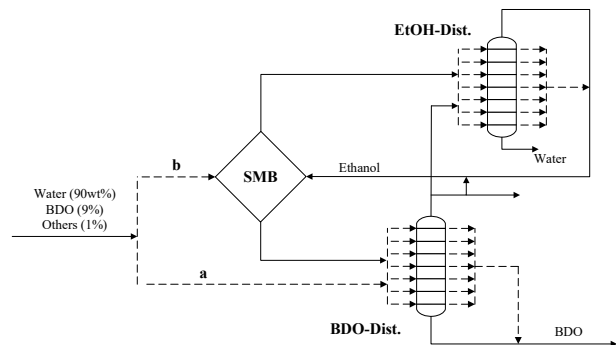 EtOH-Dist.
b
SMB
Ethanol
Water
Water (90wt%)
BDO (9%)
Others (1%)
a
BDO-Dist.
BDO